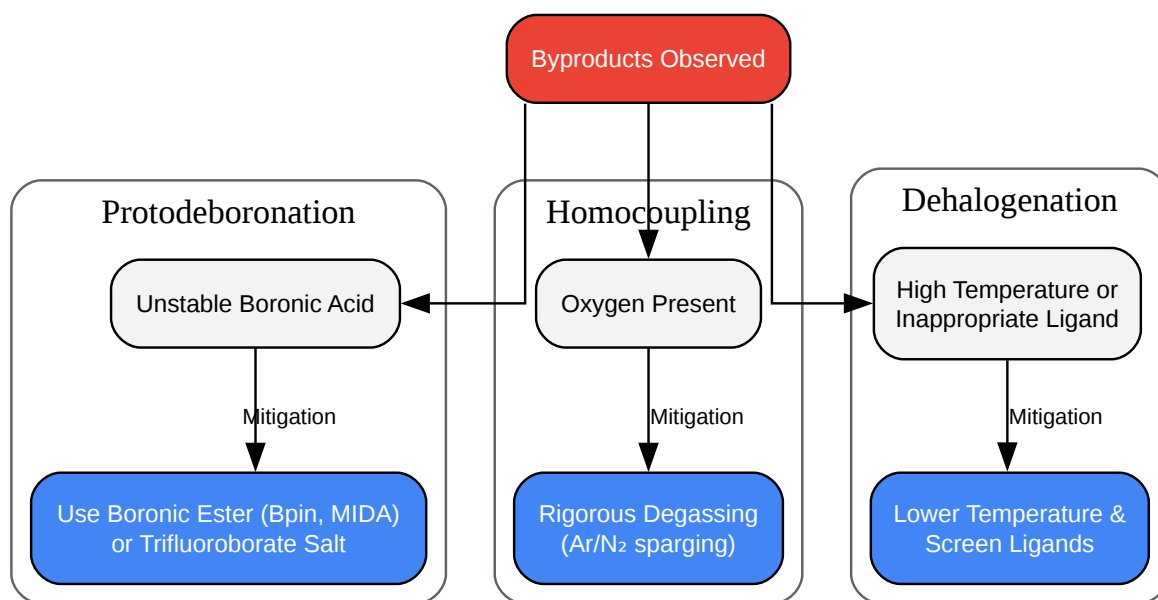 Byproducts Observed
Protodeboronation
Unstable Boronic Acid
Mitigation
Use Boronic Ester (Bpin, MIDA)
or Trifluoroborate Salt
Homocoupling
Oxygen Present
Mitigation
Rigorous Degassing
(Ar/N₂ sparging)
Dehalogenation
High Temperature or
Inappropriate Ligand
Mitigation
Lower Temperature &
Screen Ligands